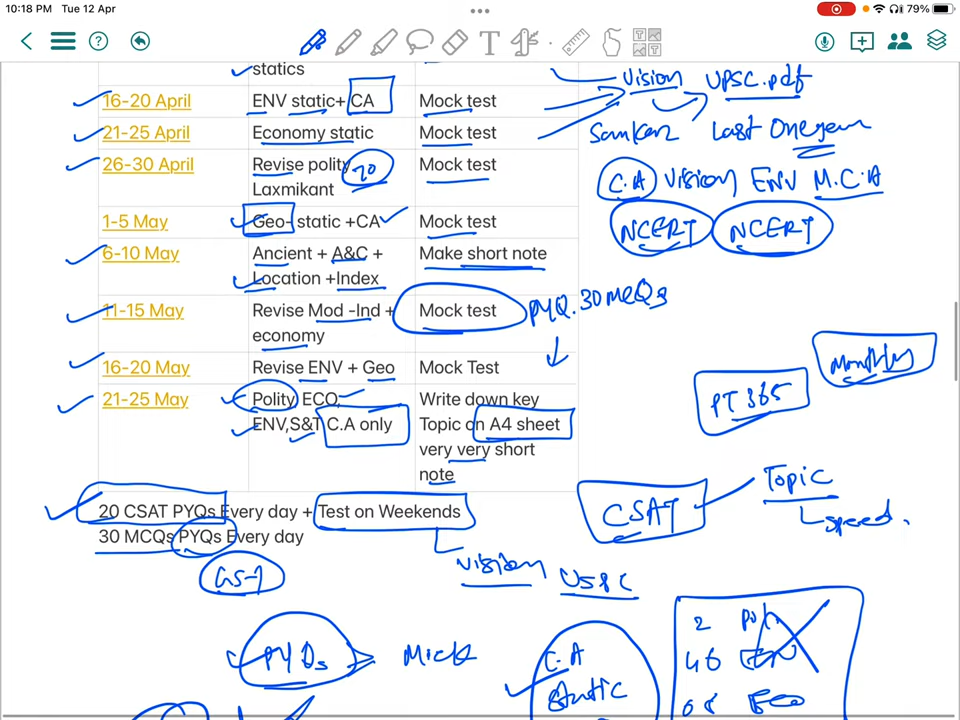 10:18 PM Tue 12 Apr
79%
statics
16-20 April ENV static+ CA Mock test
21-25 April Economy static Mock test
26-30 April Revise polity 20 Mock test
Laxmikant
1-5 May Geo- static +CA Mock test
6-10 May Ancient + A&C + Make short note
Location +Index
11-15 May Revise Mod -Ind + Mock test
economy
16-20 May Revise ENV + Geo Mock Test
21-25 May Polity ECO, Write down key
ENV,S&T C.A only Topic on A4 sheet
very very short
note
20 CSAT PYQs Every day + Test on Weekends
30 MCQs PYQs Every day
Vision UPSC.pdf
Last One year
C.A Vision ENV M.C.A
NCERT NCERT
PYQ. 30 MCQs
Monthly
PT 365
CSAT Topic
speed.
GS-1
Vision
PYQs
C.A
static
2
46
08 Eco